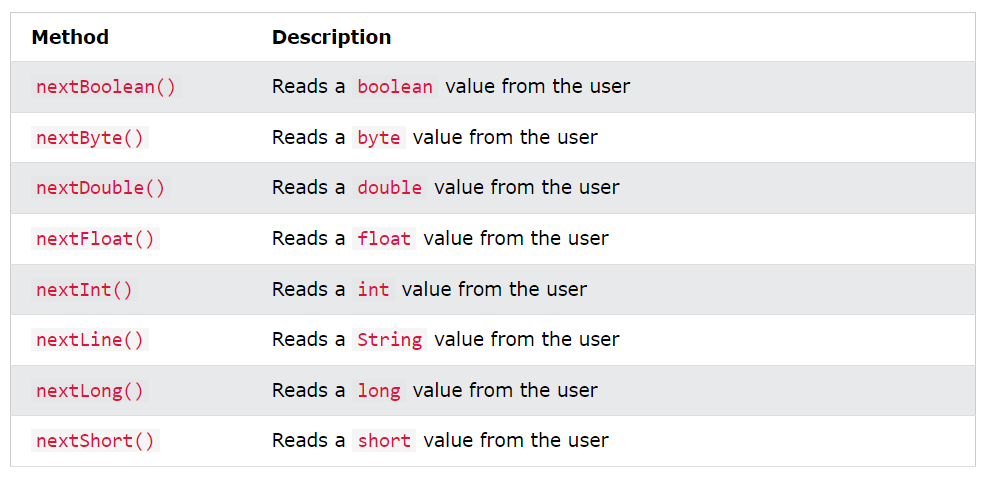 Method Description
nextBoolean() Reads a boolean value from the user
nextByte() Reads a byte value from the user
nextDouble() Reads a double value from the user
nextFloat() Reads a float value from the user
nextInt() Reads a int value from the user
nextLine() Reads a String value from the user
nextLong() Reads a long value from the user
nextShort() Reads a short value from the user